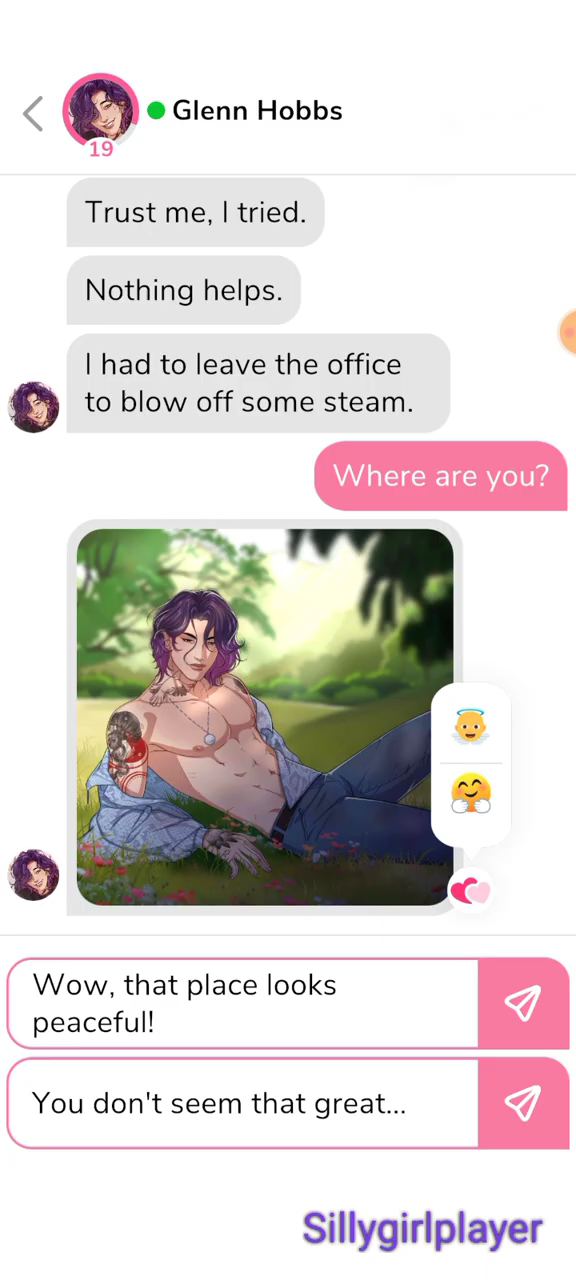 Glenn Hobbs
19
Trust me, I tried.
Nothing helps.
I had to leave the office
to blow off some steam.
Where are you?
Wow, that place looks
peaceful!
You don't seem that great...
Sillygirlplayer